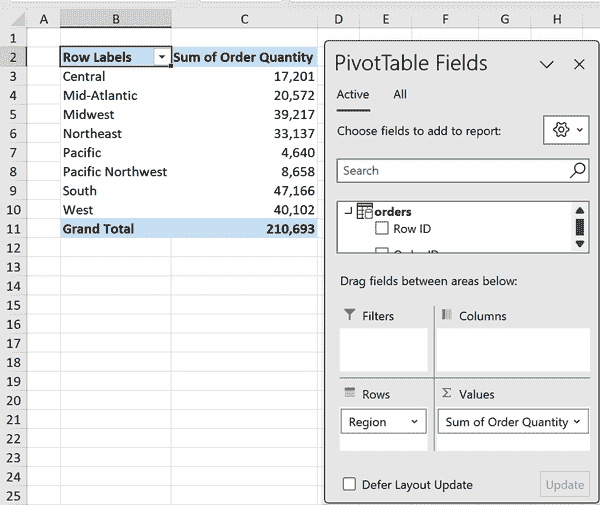 A B C D E F G H
1
2 Row Labels Sum of Order Quantity
3 Central 17,201
4 Mid-Atlantic 20,572
5 Midwest 39,217
6 Northeast 33,137
7 Pacific 4,640
8 Pacific Northwest 8,658
9 South 47,166
10 West 40,102
11 Grand Total 210,693
12
13
14
15
16
17
18
19
20
21
22
23
24
25
PivotTable Fields
Active All
Choose fields to add to report:
Search
orders
Row ID
Drag fields between areas below:
Filters Columns
Rows Σ Values
Region Sum of Order Quantity
Defer Layout Update Update